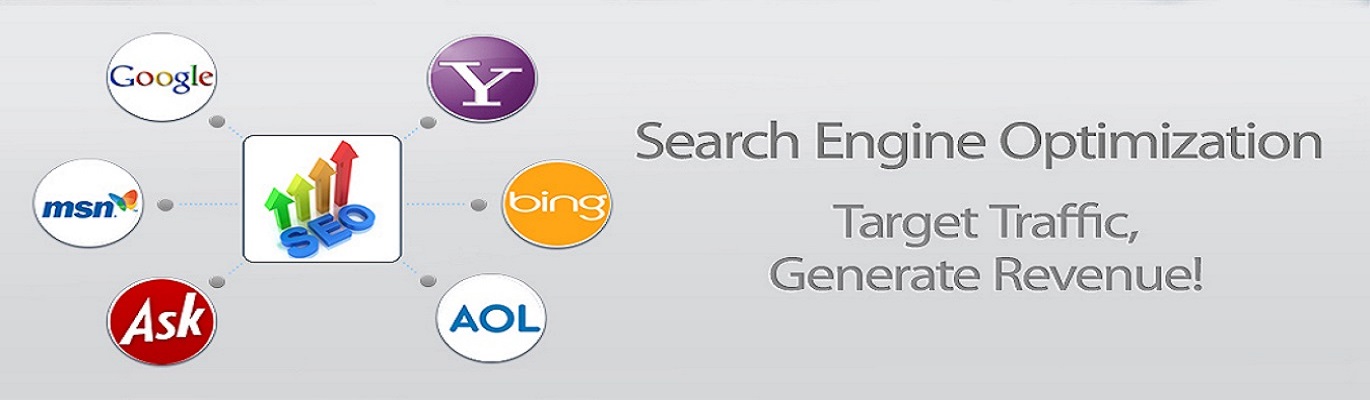 Google
Y
msn
SEO
bing
Ask
AOL
Search Engine Optimization
Target Traffic,
Generate Revenue!